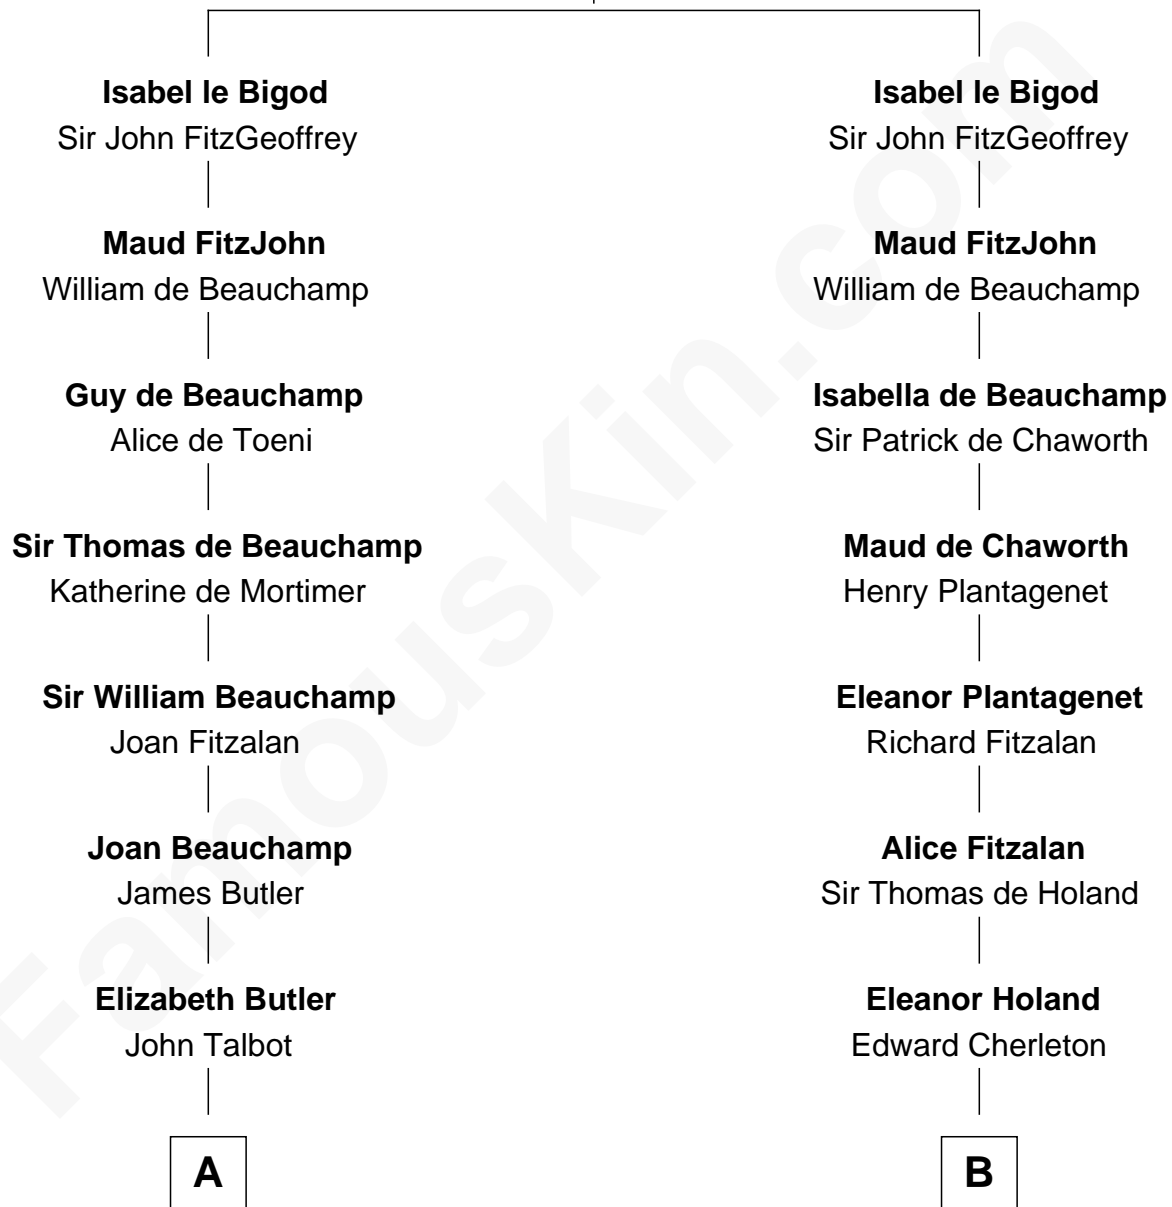 Isabel le Bigod
Sir John FitzGeoffrey
Maud FitzJohn
William de Beauchamp
Guy de Beauchamp
Alice de Toeni
Sir Thomas de Beauchamp
Katherine de Mortimer
Sir William Beauchamp
Joan Fitzalan
Joan Beauchamp
James Butler
Elizabeth Butler
John Talbot
A
Isabel le Bigod
Sir John FitzGeoffrey
Maud FitzJohn
William de Beauchamp
Isabella de Beauchamp
Sir Patrick de Chaworth
Maud de Chaworth
Henry Plantagenet
Eleanor Plantagenet
Richard Fitzalan
Alice Fitzalan
Sir Thomas de Holand
Eleanor Holand
Edward Cherleton
B
FamousKin.com